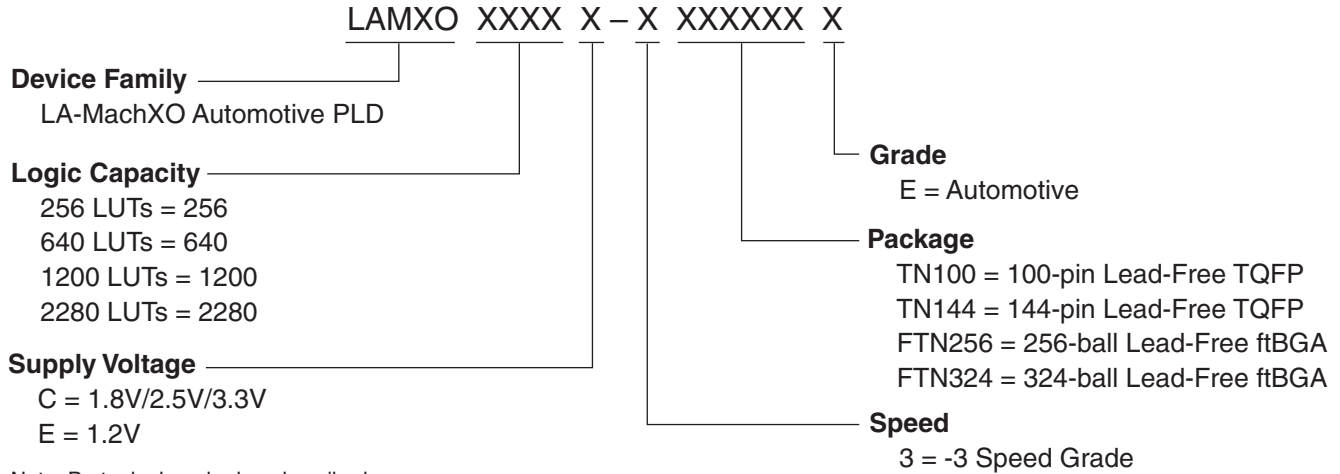 LAMXO XXXX X – X XXXXXX X
Device Family
LA-MachXO Automotive PLD
Logic Capacity
256 LUTs = 256
640 LUTs = 640
1200 LUTs = 1200
2280 LUTs = 2280
Supply Voltage
C = 1.8V/2.5V/3.3V
E = 1.2V
Grade
E = Automotive
Package
TN100 = 100-pin Lead-Free TQFP
TN144 = 144-pin Lead-Free TQFP
FTN256 = 256-ball Lead-Free ftBGA
FTN324 = 324-ball Lead-Free ftBGA
Speed
3 = -3 Speed Grade